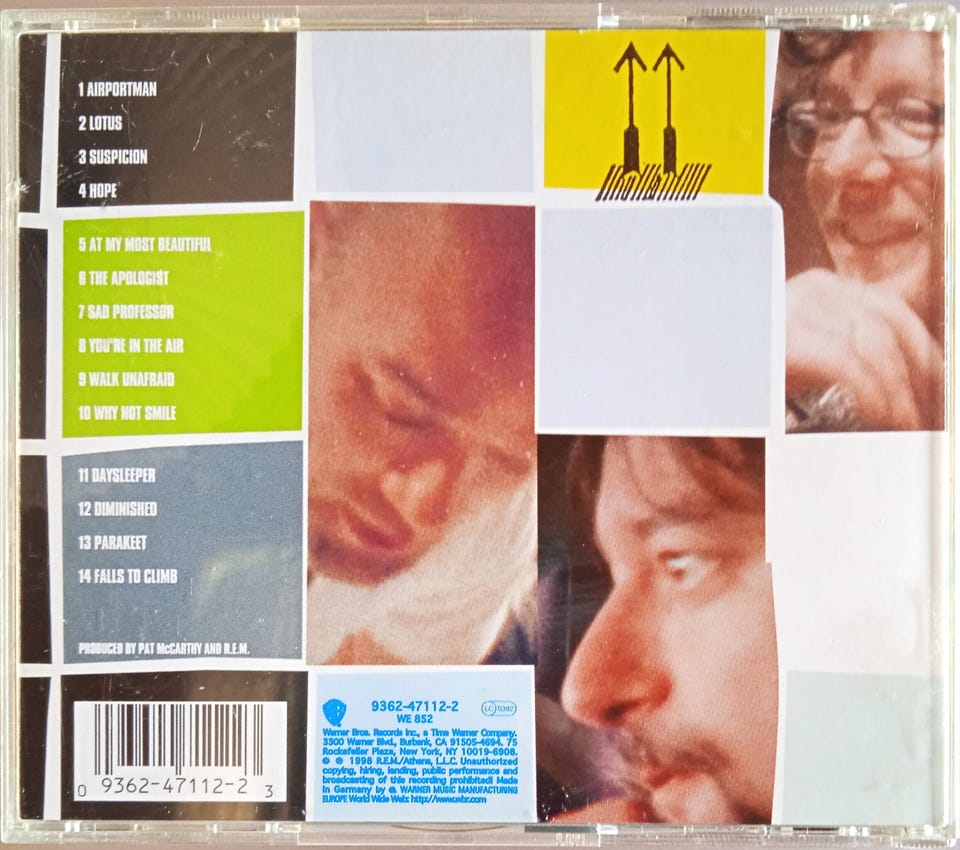 1 AIRPORTMAN
2 LOTUS
3 SUSPICION
4 HOPE
5 AT MY MOST BEAUTIFUL
6 THE APOLOGIST
7 SAD PROFESSOR
8 YOU'RE IN THE AIR
9 WALK UNAFRAID
10 WHY NOT SMILE
11 DAYSLEEPER
12 DIMINISHED
13 PARAKEET
14 FALLS TO CLIMB
PRODUCED BY PAT McCARTHY AND R.E.M.
0 9362-47112-2 3
9362-47112-2
LC 0392
WE 852
Warner Bros. Records Inc., a Time Warner Company.
3300 Warner Blvd., Burbank, CA 91505-4694. 75
Rockefeller Plaza, New York, NY 10019-6908.
℗ © 1998 R.E.M./Athens, L.L.C. Unauthorized
copying, hiring, lending, public performance and
broadcasting of this recording prohibited! Made
in Germany by WARNER MUSIC MANUFACTURING
EUROPE World Wide Web: http://www.wbr.com